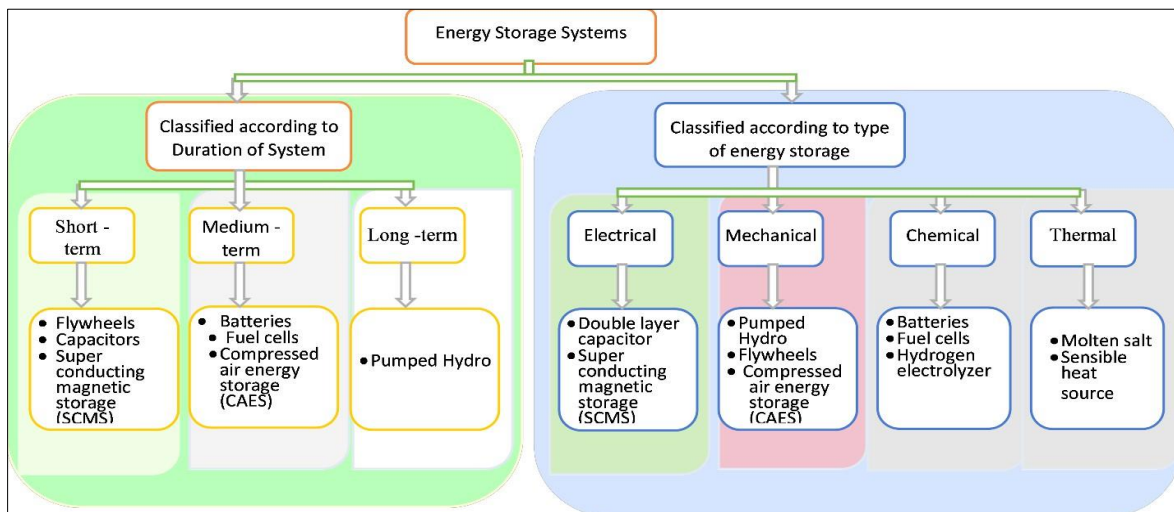 Energy Storage Systems
Classified according to
Duration of System
Classified according to type
of energy storage
Short -
term
Medium -
term
Long -term
Electrical
Mechanical
Chemical
Thermal
• Flywheels
• Capacitors
• Super
conducting
magnetic
storage
(SCMS)
• Batteries
• Fuel cells
• Compressed
air energy
storage
(CAES)
• Pumped Hydro
• Double layer
capacitor
• Super
conducting
magnetic
storage
(SCMS)
• Pumped
Hydro
• Flywheels
• Compressed
air energy
storage
(CAES)
• Batteries
• Fuel cells
• Hydrogen
electrolyzer
• Molten salt
• Sensible
heat
source